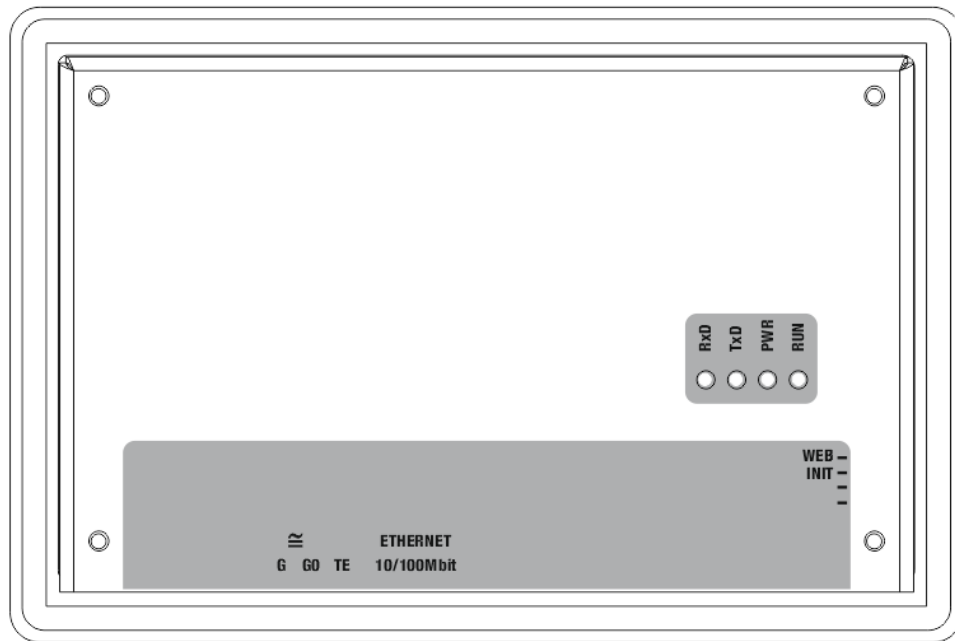 RxD TxD PWR RUN
WEB
INIT
≅ ETHERNET
G G0 TE 10/100Mbit